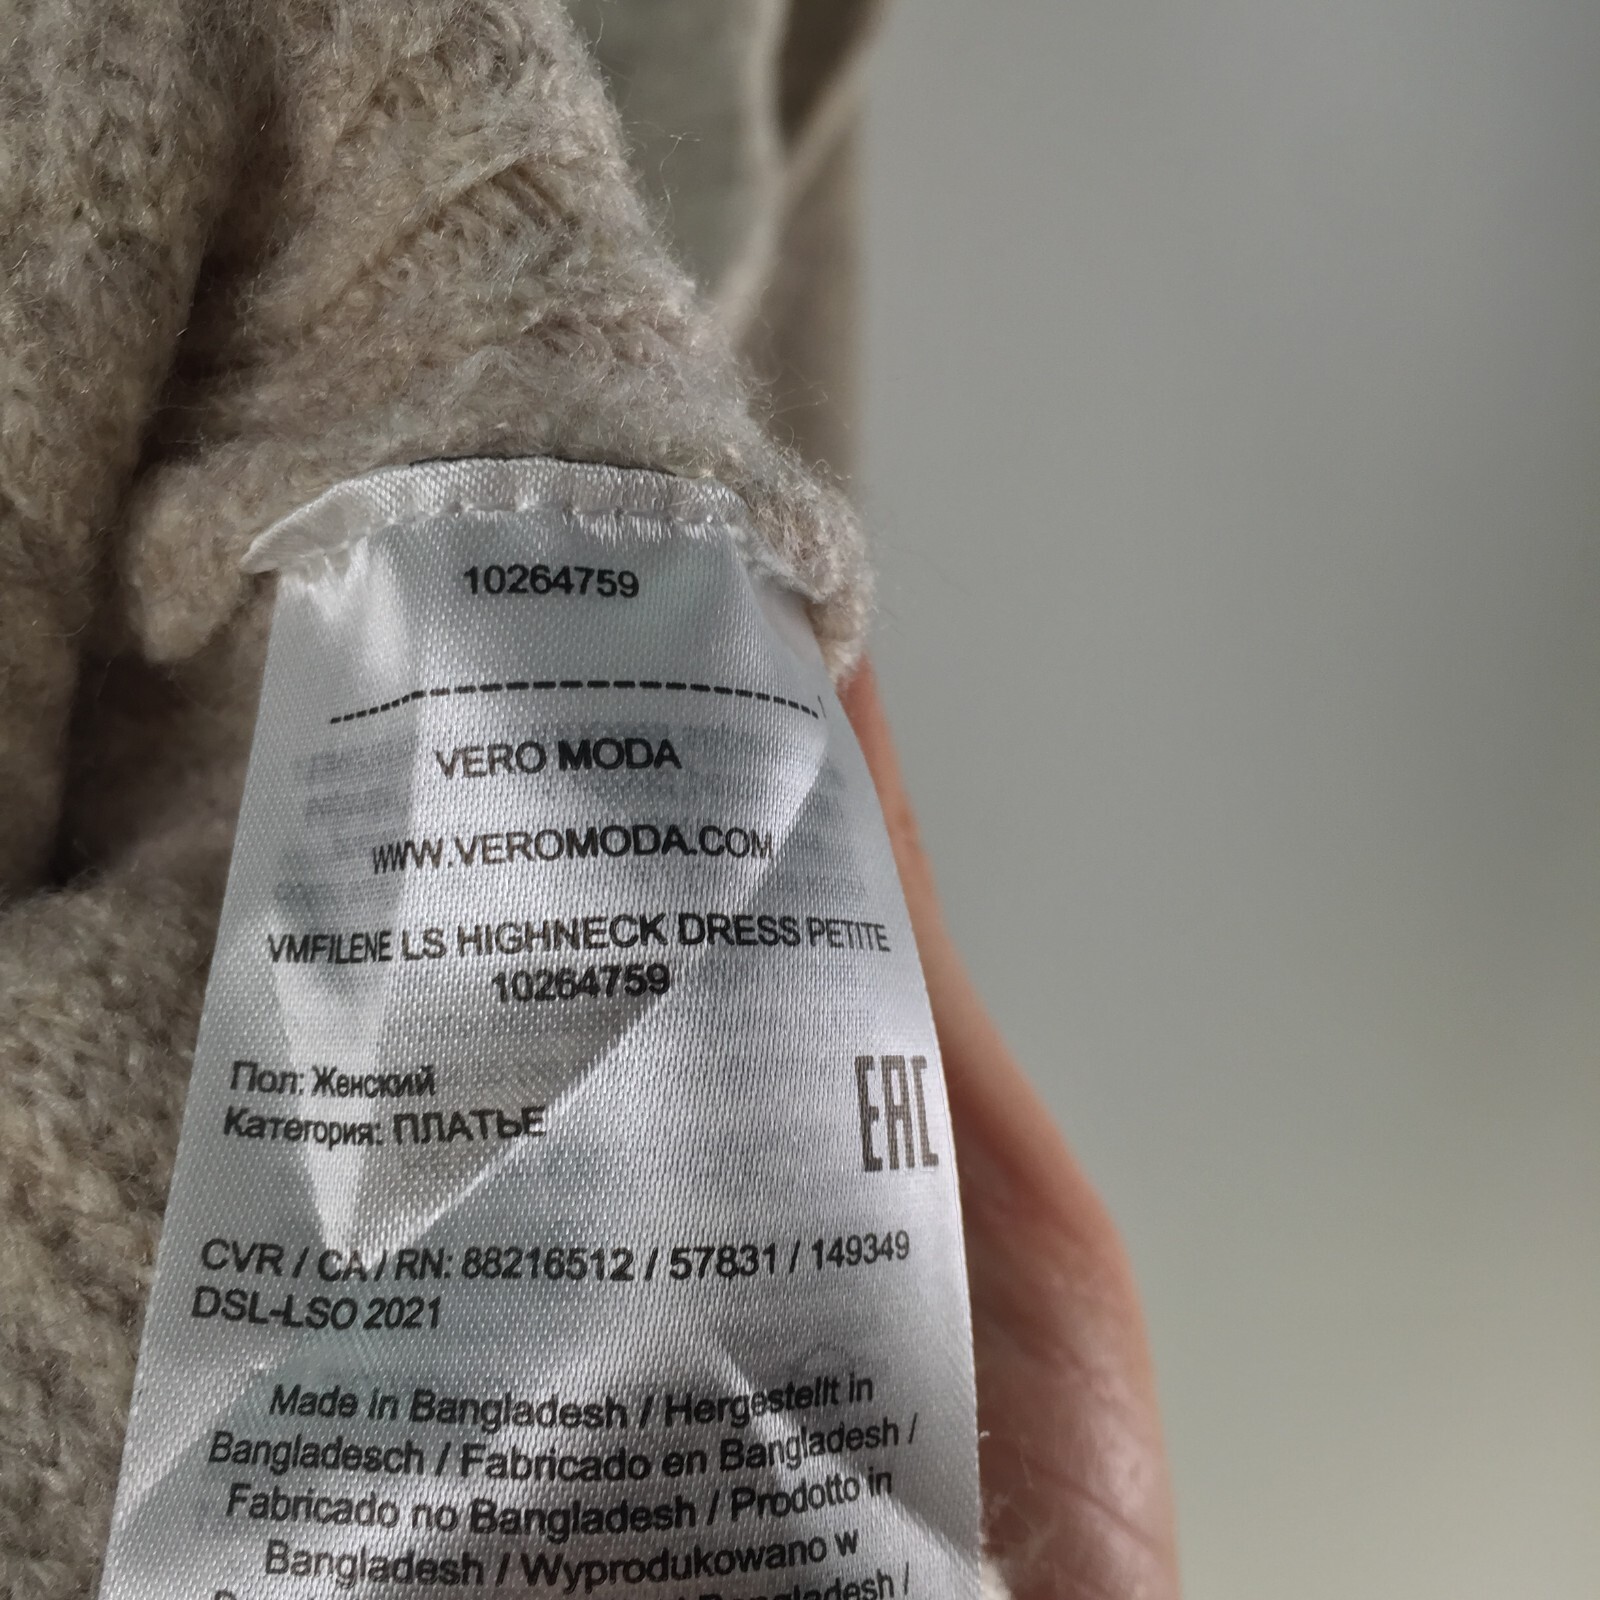 10264759
VERO MODA
WWW.VEROMODA.COM
VMFILENE LS HIGHNECK DRESS PETITE
10264759
Пол: Женский
Категория: ПЛАТЬЕ
EAC
CVR / CA / RN: 88216512 / 57831 / 149349
DSL-LSO 2021
Made in Bangladesh / Hergestellt in
Bangladesch / Fabricado en Bangladesh /
Fabricado no Bangladesh / Prodotto in
Bangladesh / Wyprodukowano w
Bangladesh /